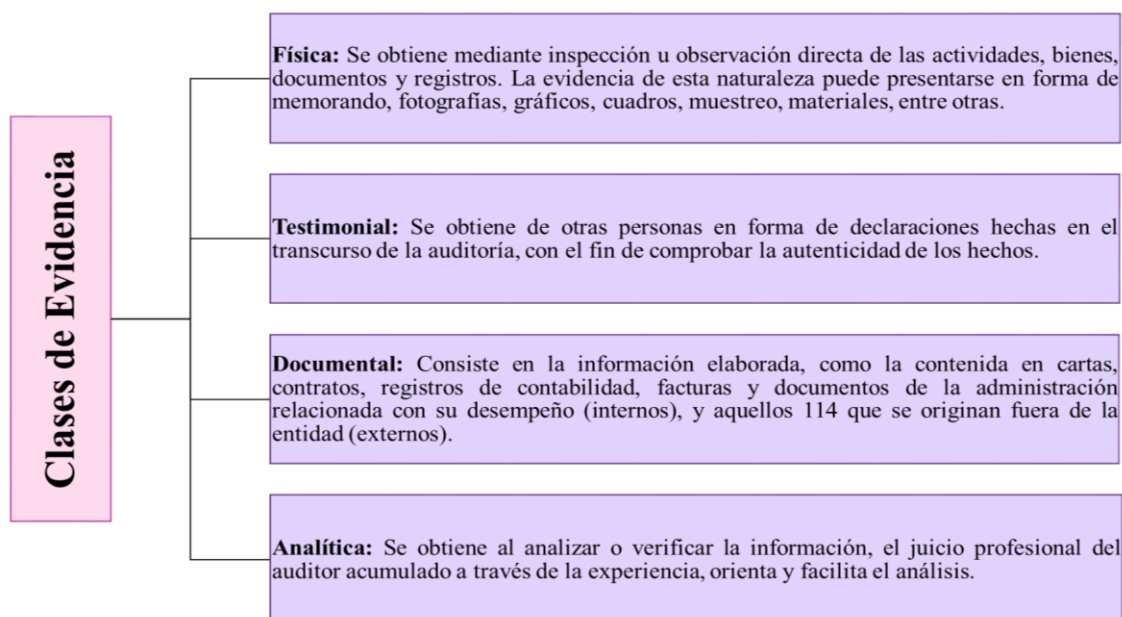 Clases de Evidencia
Física: Se obtiene mediante inspección u observación directa de las actividades, bienes,
documentos y registros. La evidencia de esta naturaleza puede presentarse en forma de
memorando, fotografías, gráficos, cuadros, muestreo, materiales, entre otras.
Testimonial: Se obtiene de otras personas en forma de declaraciones hechas en el
transcurso de la auditoría, con el fin de comprobar la autenticidad de los hechos.
Documental: Consiste en la información elaborada, como la contenida en cartas,
contratos, registros de contabilidad, facturas y documentos de la administración
relacionada con su desempeño (internos), y aquellos 114 que se originan fuera de la
entidad (externos).
Analítica: Se obtiene al analizar o verificar la información, el juicio profesional del
auditor acumulado a través de la experiencia, orienta y facilita el análisis.